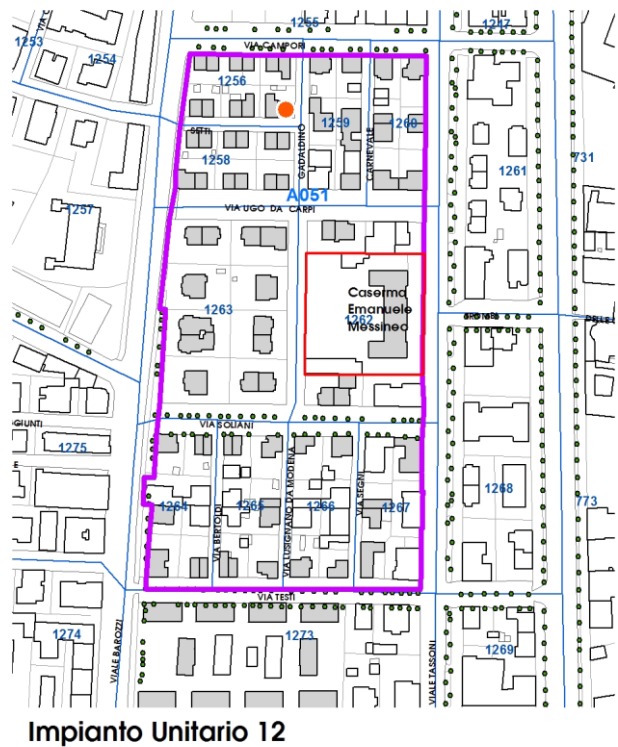 1255
1247
VIA CAMPORI
1253
1254
1256
SETTI
1258
GADALDINO
1259
CARNEVALE
1260
1261
731
A051
1257
VIA UGO DA CARPI
1263
Caserma
Emanuele
1262
Messineo
VIA SOLIANI
GIUNTI
1275
E
1264
VIA BERTOLDI
1265
VIA LUSIGNANO DA MODENA
1266
VIA SEGNI
1267
1268
773
VIA TESTI
1274
VIALE BAROZZI
1273
VIALE TASSONI
1269
Impianto Unitario 12